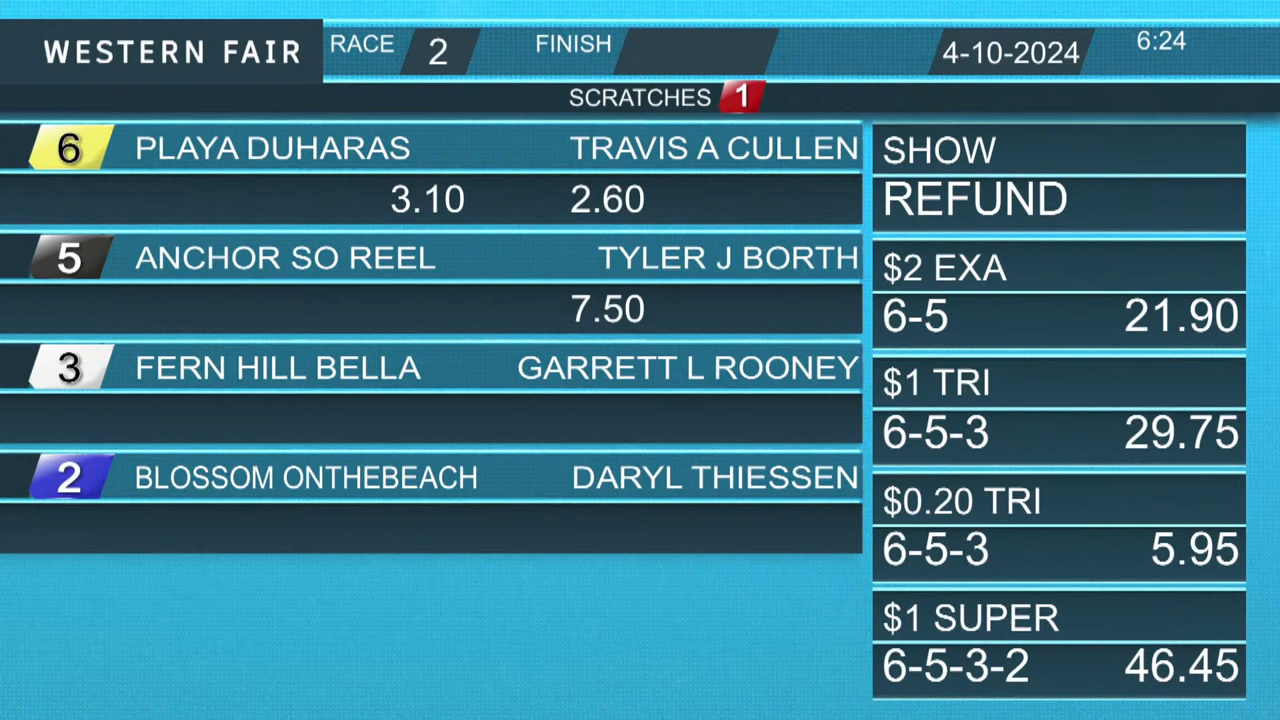 WESTERN FAIR RACE 2 FINISH 4-10-2024 6:24
SCRATCHES 1
6 PLAYA DUHARAS TRAVIS A CULLEN
3.10 2.60
5 ANCHOR SO REEL TYLER J BORTH
7.50
3 FERN HILL BELLA GARRETT L ROONEY
2 BLOSSOM ONTHEBEACH DARYL THIESSEN
SHOW
REFUND
$2 EXA
6-5 21.90
$1 TRI
6-5-3 29.75
$0.20 TRI
6-5-3 5.95
$1 SUPER
6-5-3-2 46.45